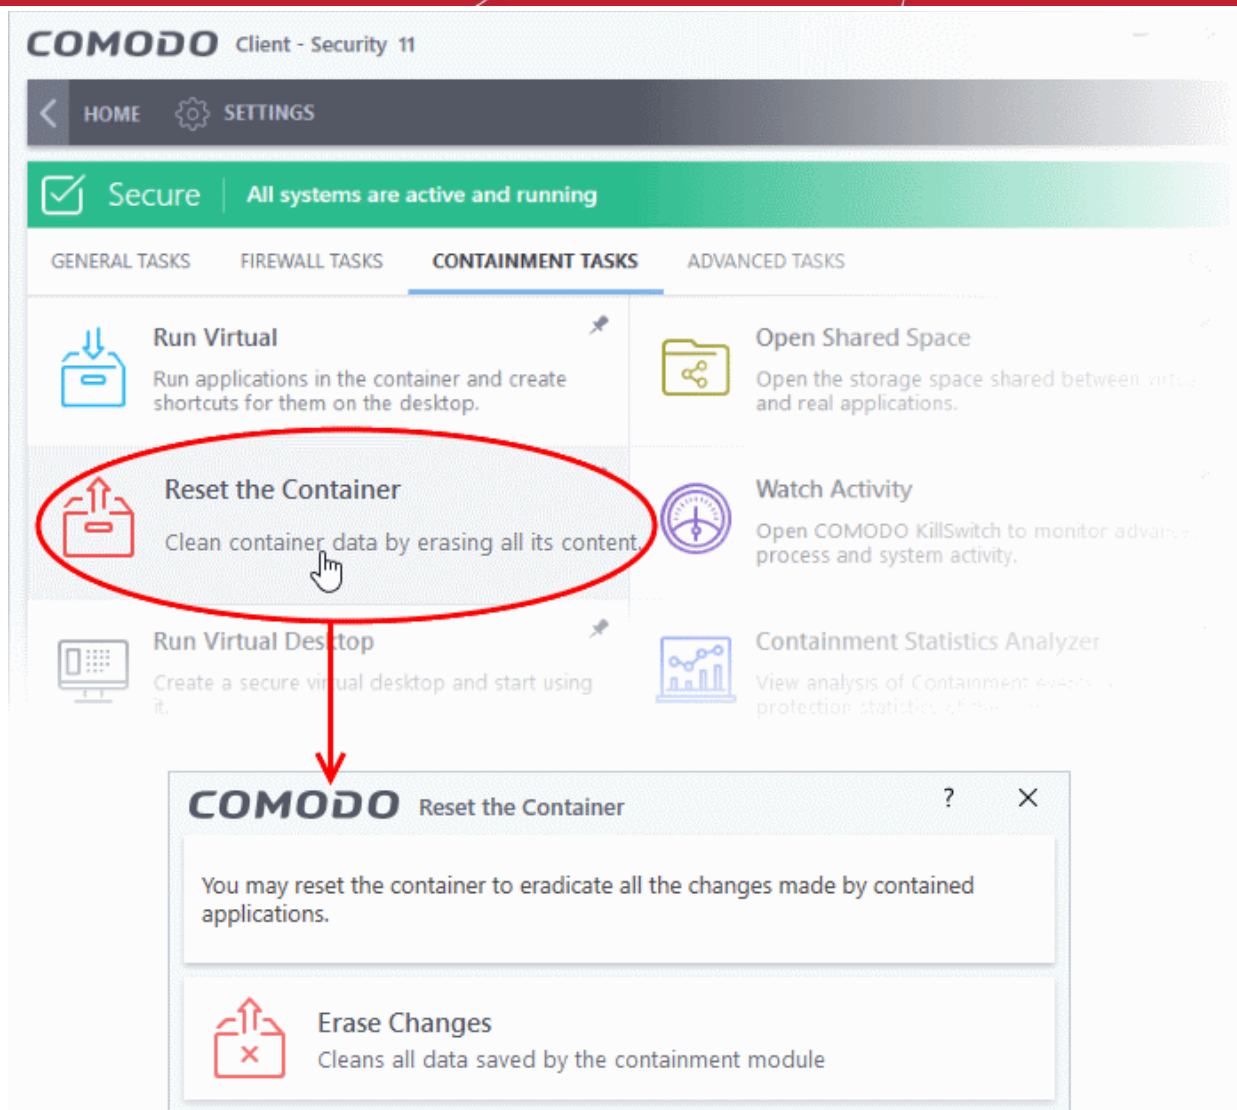 COMODO Client - Security 11
HOME SETTINGS
Secure All systems are active and running
GENERAL TASKS FIREWALL TASKS CONTAINMENT TASKS ADVANCED TASKS
Run Virtual
Run applications in the container and create
shortcuts for them on the desktop.
Open Shared Space
Open the storage space shared between
and real applications.
Reset the Container
Clean container data by erasing all its content.
Watch Activity
Open COMODO KillSwitch to monitor
process and system activity.
Run Virtual Desktop
Create a secure virtual desktop and start using
it.
Containment Statistics Analyzer
View analysis of Containment events
protection statistics of the
COMODO Reset the Container ?
You may reset the container to eradicate all the changes made by contained
applications.
Erase Changes
Cleans all data saved by the containment module